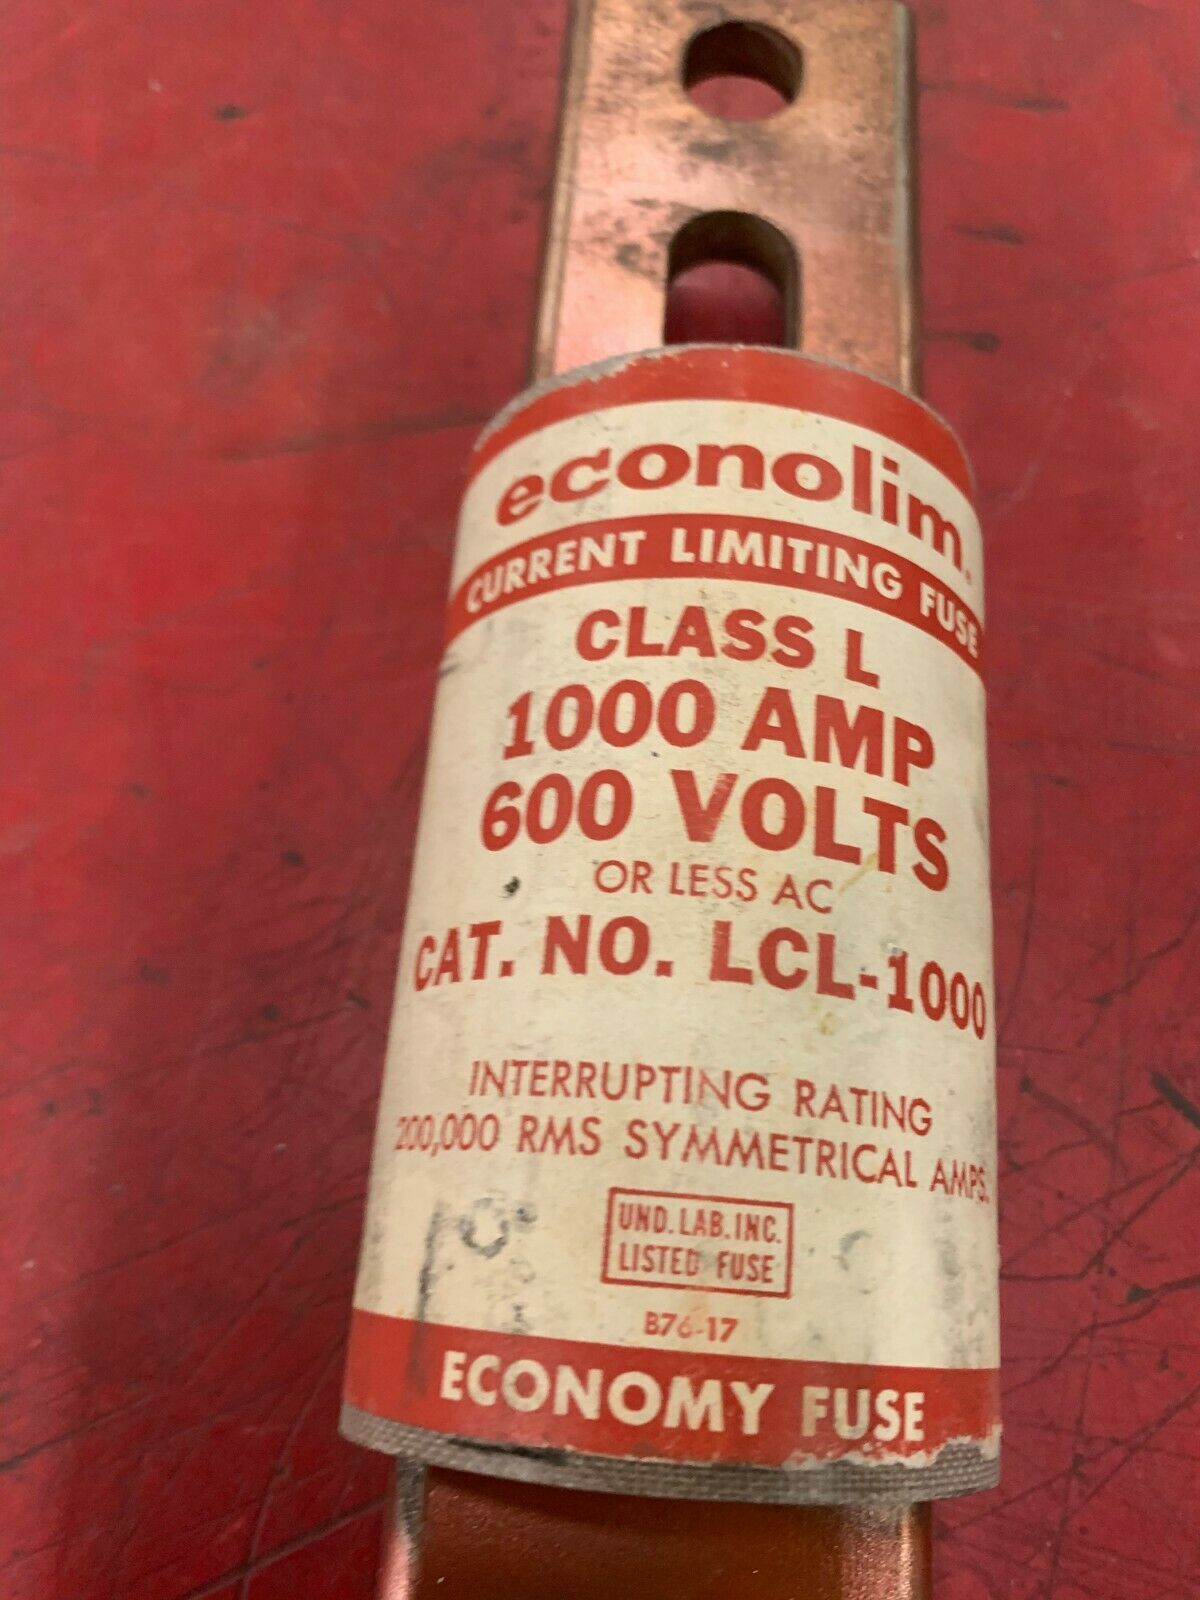 econolim.
CURRENT LIMITING FUSE
CLASS L
1000 AMP
600 VOLTS
OR LESS AC
CAT. NO. LCL-1000
INTERRUPTING RATING
200,000 RMS SYMMETRICAL AMPS.
UND. LAB. INC.
LISTED FUSE
B76-17
ECONOMY FUSE